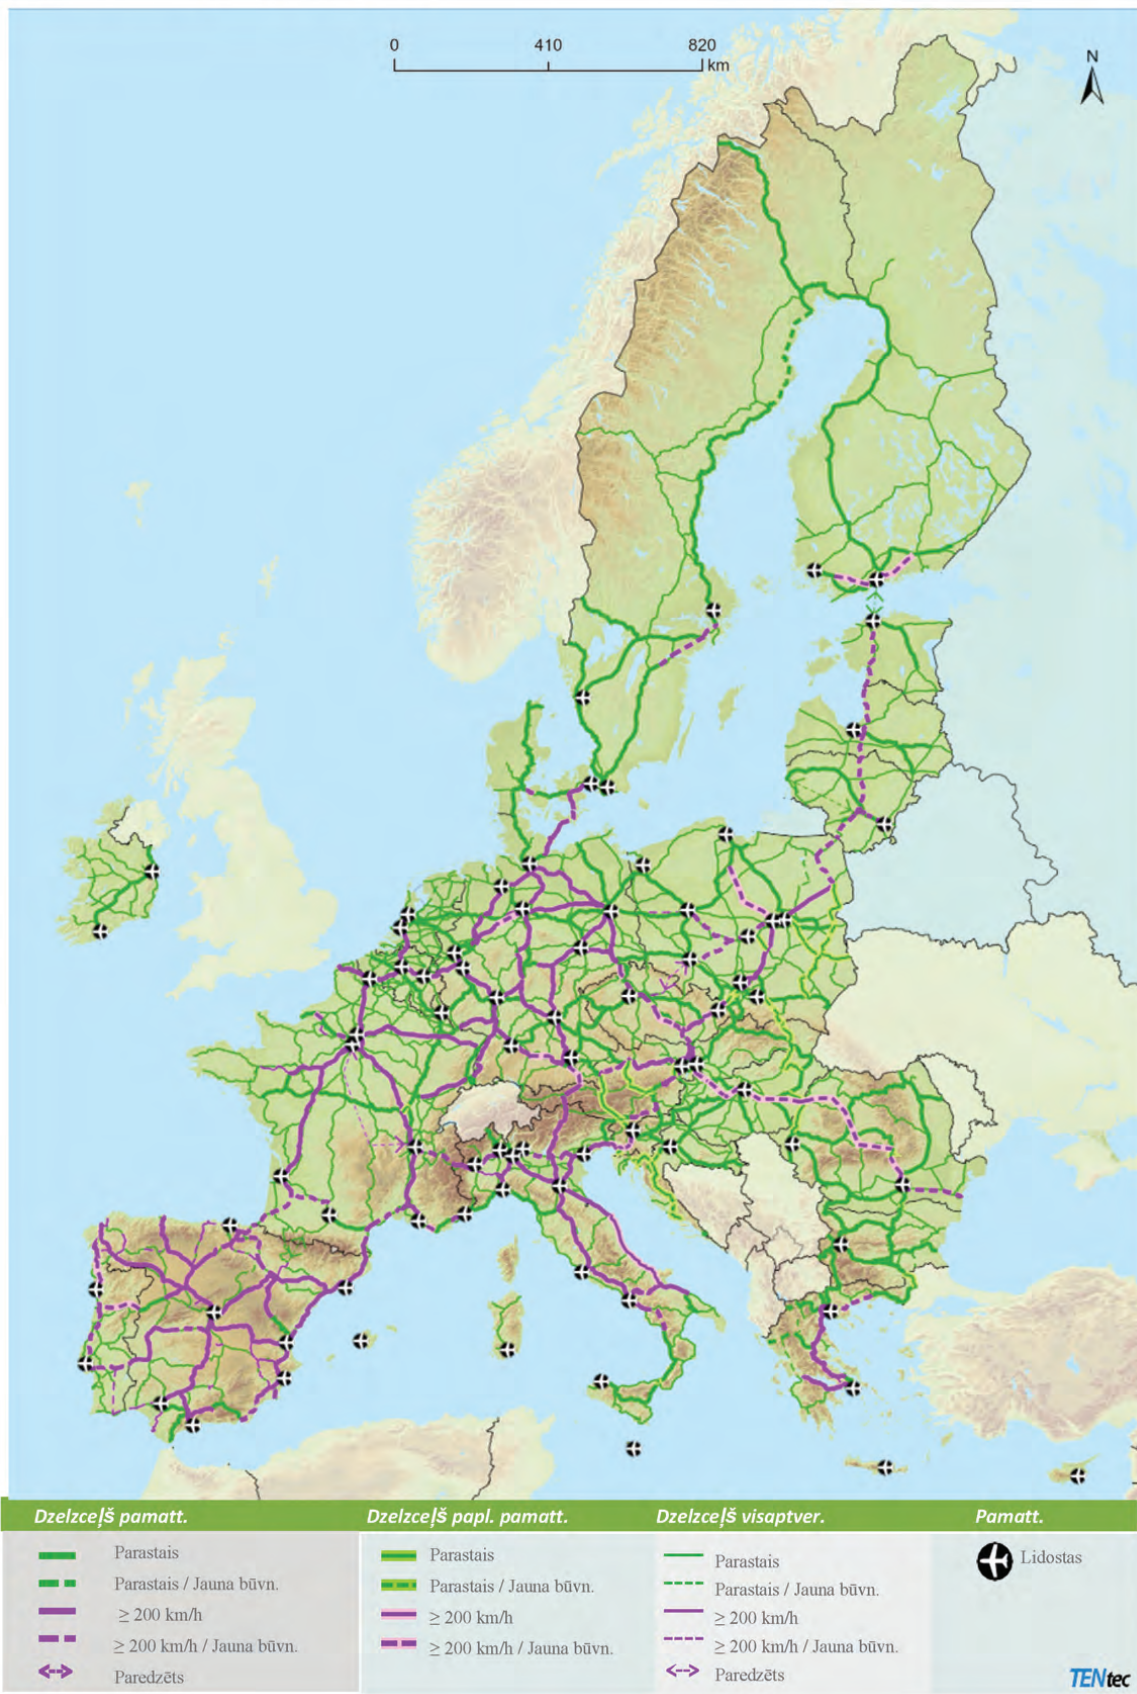 0 410 820
km
N
Dzelzceļš pamatt.
Parastais
Parastais / Jauna būvn.
≥ 200 km/h
≥ 200 km/h / Jauna būvn.
Paredzēts
Dzelzceļš papl. pamatt.
Parastais
Parastais / Jauna būvn.
≥ 200 km/h
≥ 200 km/h / Jauna būvn.
Dzelzceļš visaptver.
Parastais
Parastais / Jauna būvn.
≥ 200 km/h
≥ 200 km/h / Jauna būvn.
Paredzēts
Pamatt.
Lidostas
TENtec